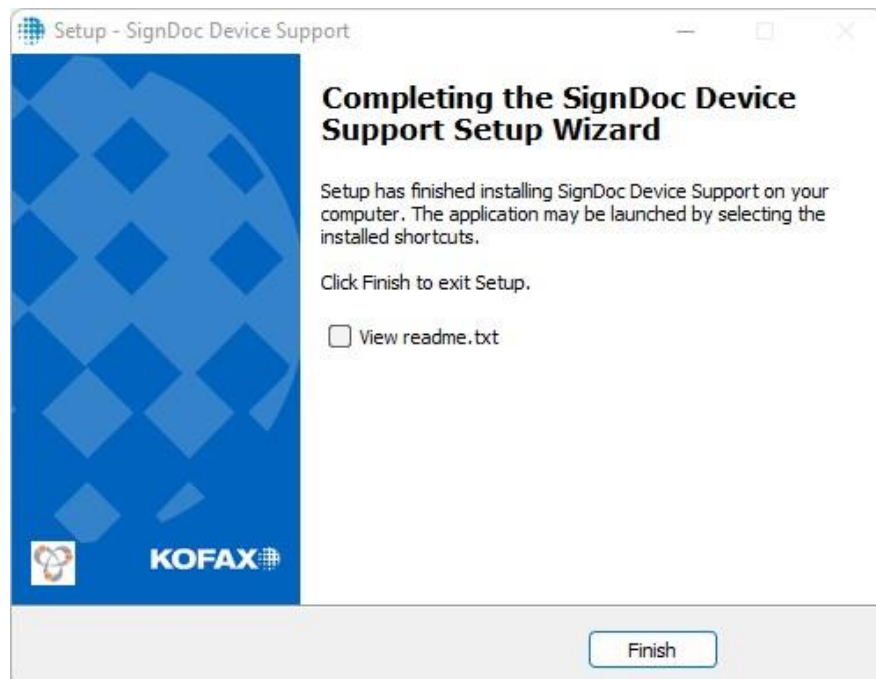 Setup - SignDoc Device Support
Completing the SignDoc Device
Support Setup Wizard
Setup has finished installing SignDoc Device Support on your
computer. The application may be launched by selecting the
installed shortcuts.
Click Finish to exit Setup.
View readme.txt
KOFAX
Finish